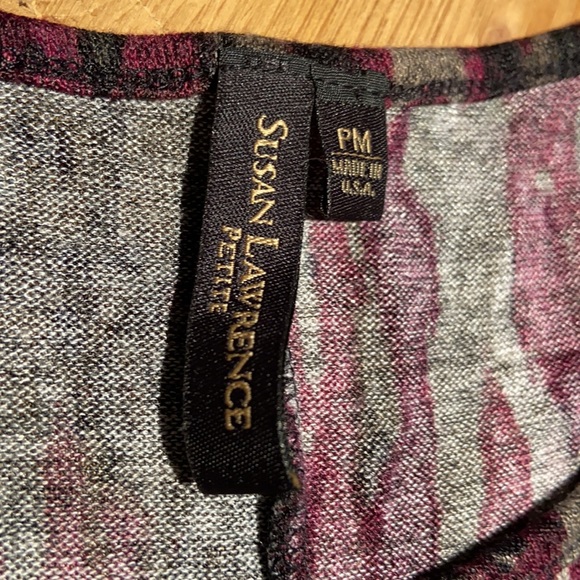 SUSAN LAWRENCE
PETITE
PM
MADE IN
U.S.A.